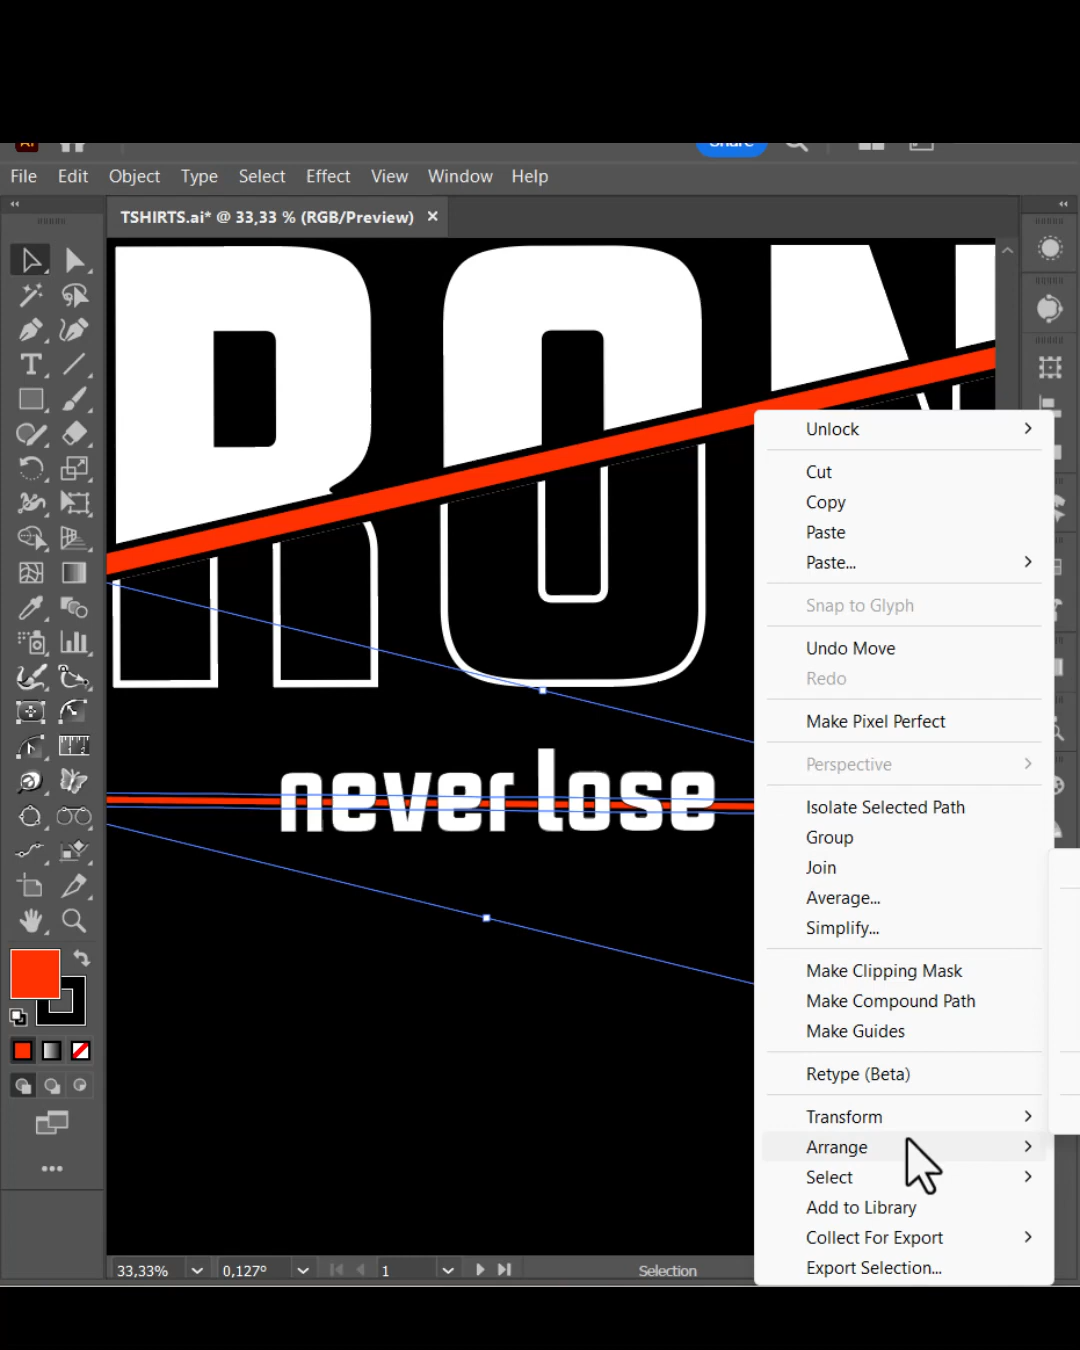 Ai Share
File Edit Object Type Select Effect View Window Help
TSHIRTS.ai* @ 33,33 % (RGB/Preview) ×
RON
never lose
Unlock
Cut
Copy
Paste
Paste...
Snap to Glyph
Undo Move
Redo
Make Pixel Perfect
Perspective
Isolate Selected Path
Group
Join
Average...
Simplify...
Make Clipping Mask
Make Compound Path
Make Guides
Retype (Beta)
Transform
Arrange
Select
Add to Library
Collect For Export
Export Selection...
33,33% 0,127° 1 Selection